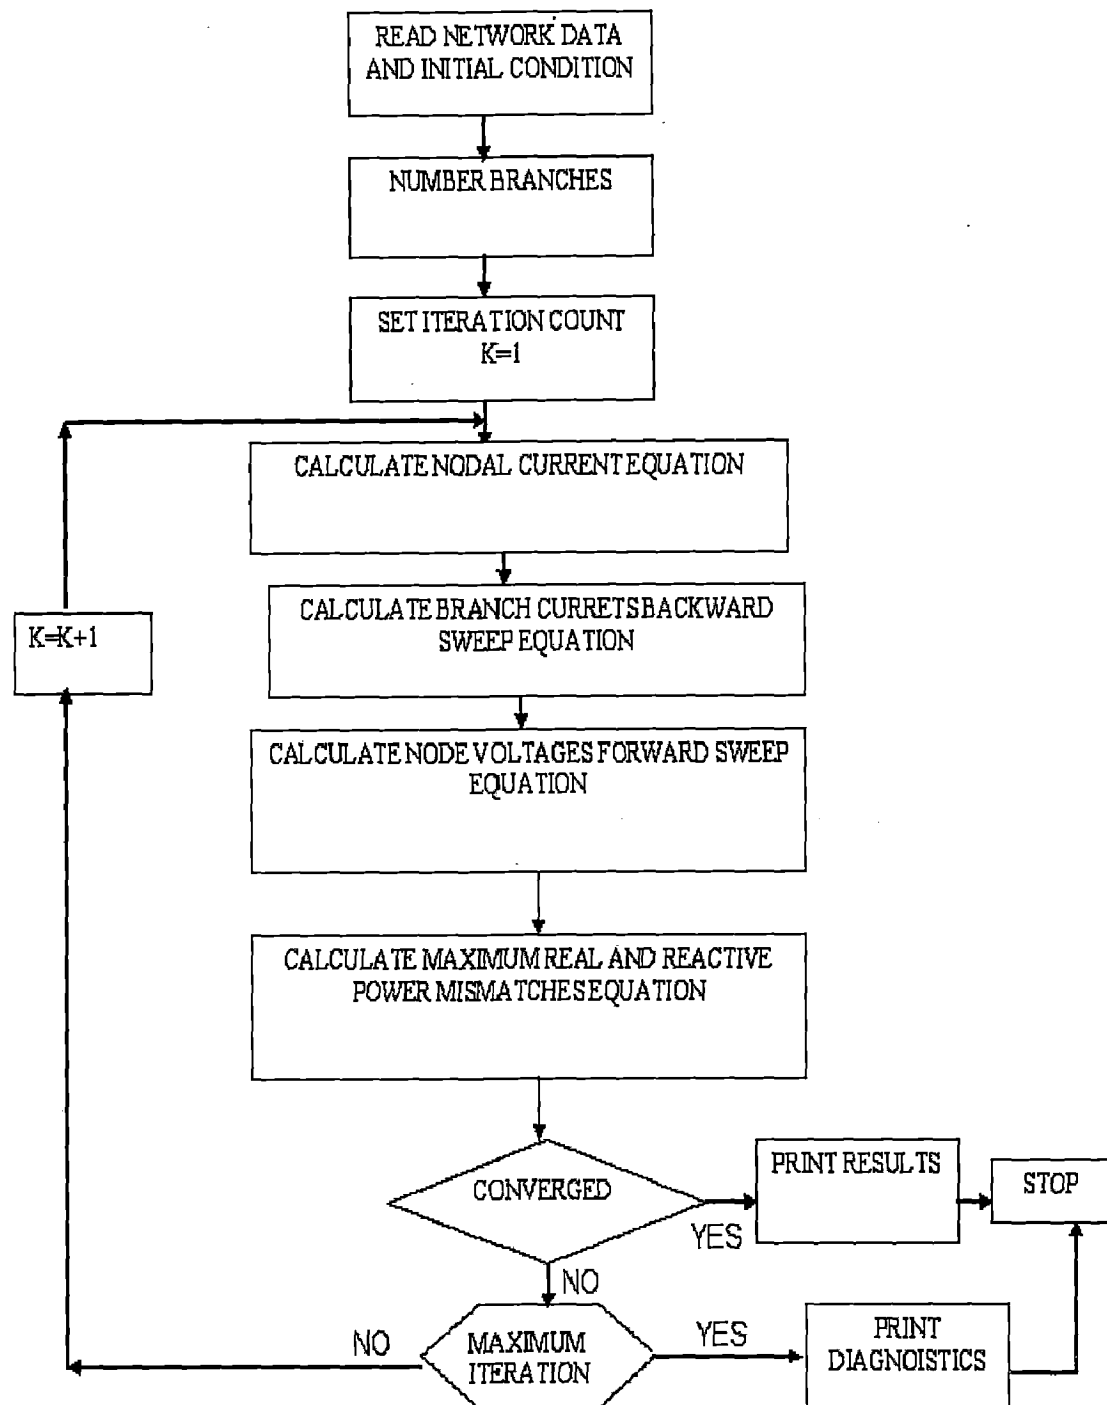 READ NETWORK DATA
AND INITIAL CONDITION
NUMBER BRANCHES
SET ITERATION COUNT
K=1
CALCULATE NODAL CURRENT EQUATION
CALCULATE BRANCH CURRETS BACKWARD
SWEEP EQUATION
K=K+1
CALCULATE NODE VOLTAGES FORWARD SWEEP
EQUATION
CALCULATE MAXIMUM REAL AND REACTIVE
POWER MISMATCHES EQUATION
CONVERGED
YES
PRINT RESULTS
STOP
NO
MAXIMUM
ITERATION
NO
YES
PRINT
DIAGNOISTICS